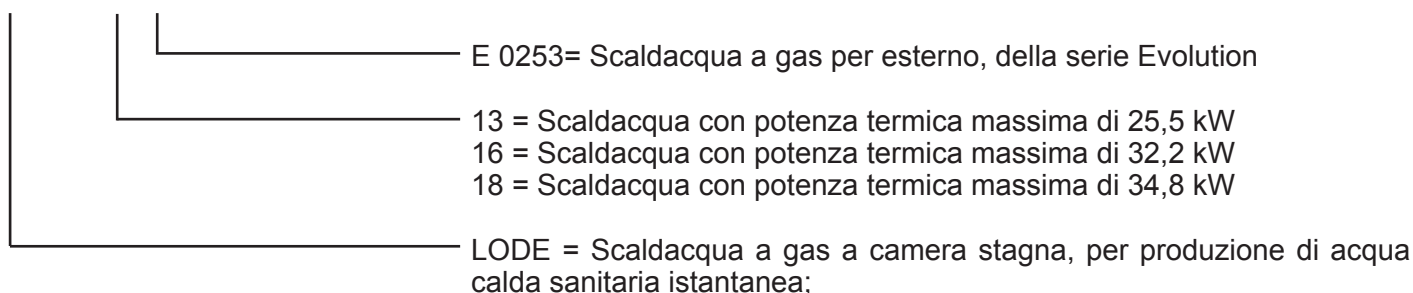 E 0253= Scaldacqua a gas per esterno, della serie Evolution
13 = Scaldacqua con potenza termica massima di 25,5 kW
16 = Scaldacqua con potenza termica massima di 32,2 kW
18 = Scaldacqua con potenza termica massima di 34,8 kW
LODE = Scaldacqua a gas a camera stagna, per produzione di acqua
calda sanitaria istantanea;